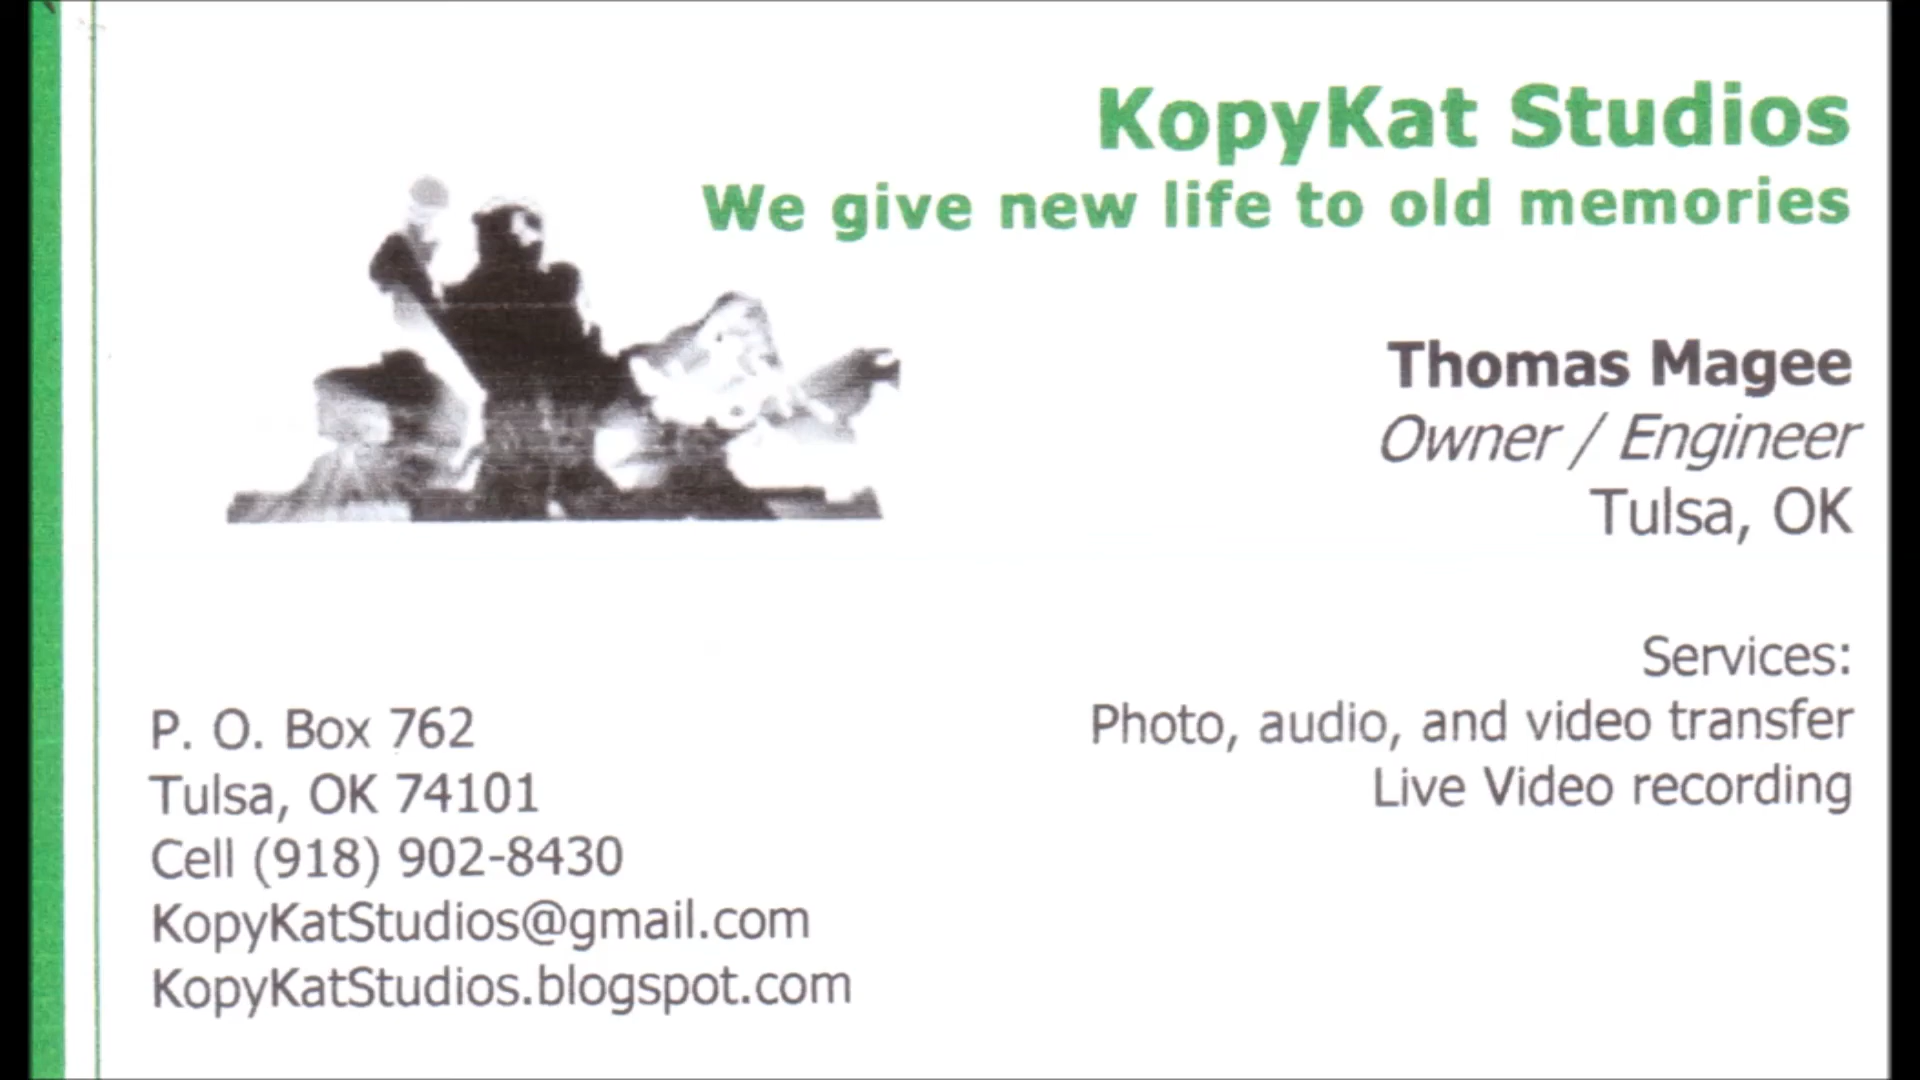 KopyKat Studios
We give new life to old memories
Thomas Magee
Owner / Engineer
Tulsa, OK
Services:
Photo, audio, and video transfer
Live Video recording
P. O. Box 762
Tulsa, OK 74101
Cell (918) 902-8430
KopyKatStudios@gmail.com
KopyKatStudios.blogspot.com